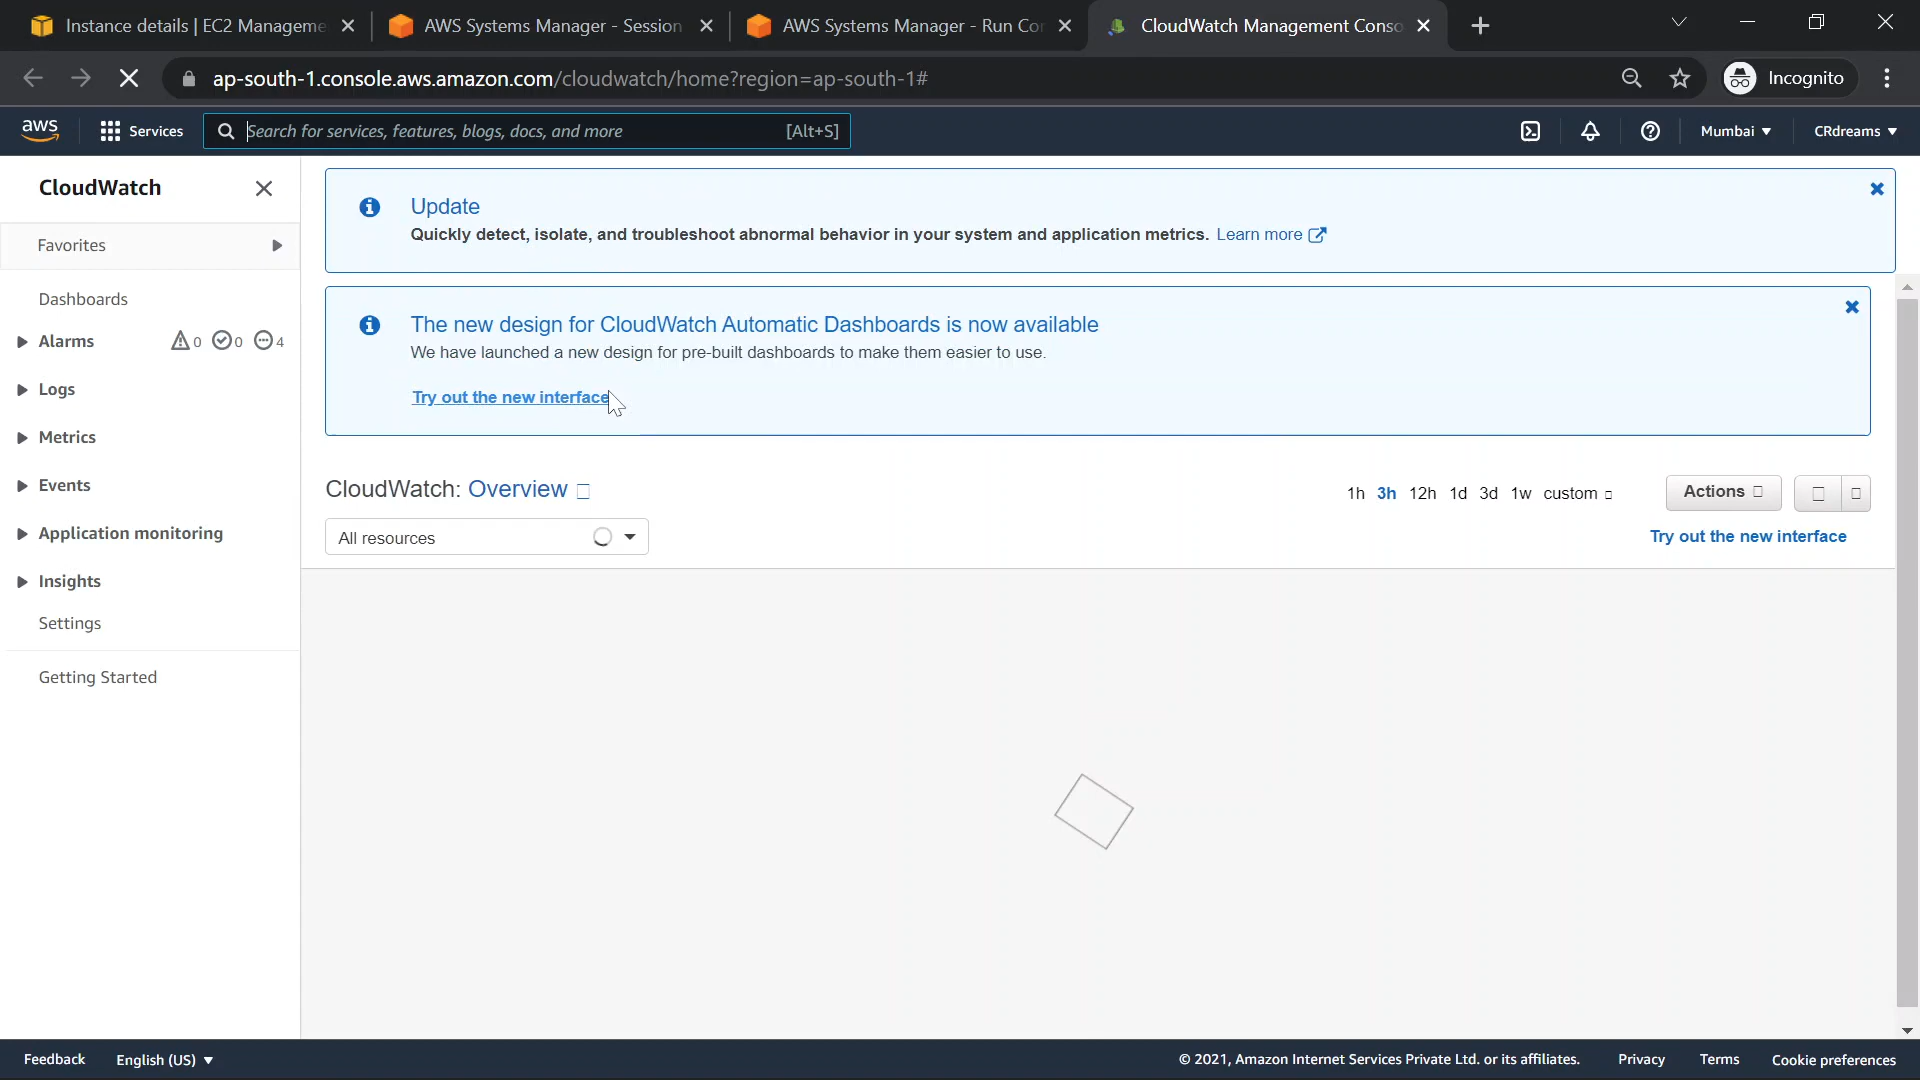 Instance details | EC2 Manageme
AWS Systems Manager - Session
AWS Systems Manager - Run Cor
CloudWatch Management Conso
ap-south-1.console.aws.amazon.com/cloudwatch/home?region=ap-south-1#
Incognito
aws
Services
Search for services, features, blogs, docs, and more
[Alt+S]
Mumbai
CRdreams
CloudWatch
Favorites
Dashboards
Alarms 0 0 4
Logs
Metrics
Events
Application monitoring
Insights
Settings
Getting Started
Update
Quickly detect, isolate, and troubleshoot abnormal behavior in your system and application metrics. Learn more
The new design for CloudWatch Automatic Dashboards is now available
We have launched a new design for pre-built dashboards to make them easier to use.
Try out the new interface
CloudWatch: Overview
1h 3h 12h 1d 3d 1w custom
Actions
All resources
Try out the new interface
Feedback
English (US)
© 2021, Amazon Internet Services Private Ltd. or its affiliates.
Privacy
Terms
Cookie preferences